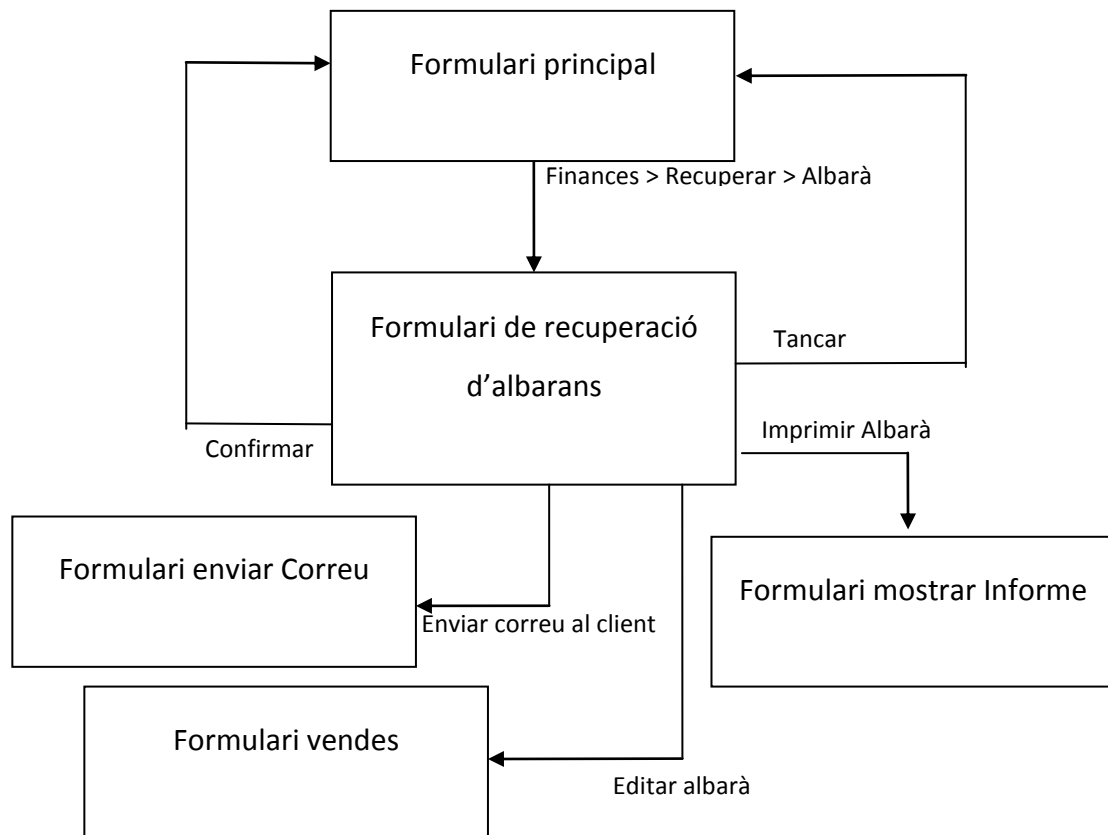 Formulari principal
Finances > Recuperar > Albarà
Formulari de recuperació
d’albarans
Tancar
Confirmar
Imprimir Albarà
Formulari enviar Correu
Formulari mostrar Informe
Enviar correu al client
Formulari vendes
Editar albarà